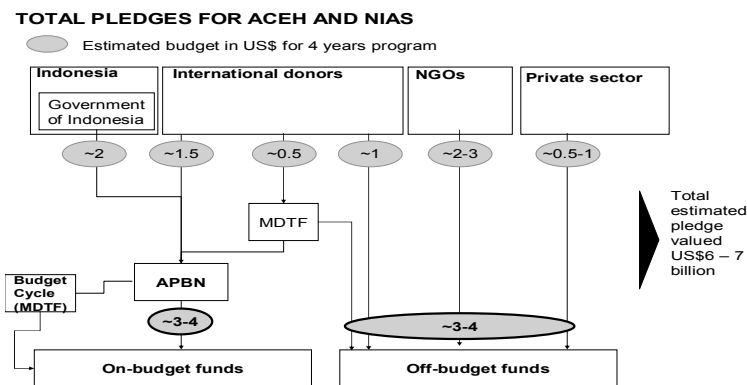 TOTAL PLEDGES FOR ACEH AND NIAS
Estimated budget in US$ for 4 years program
Indonesia
International donors
NGOs
Private sector
Government
of Indonesia
~2
~1.5
~0.5
~1
~2-3
~0.5-1
MDTF
Total
estimated
pledge
valued
US$6 – 7
billion
Budget
Cycle
(MDTF)
APBN
~3-4
~3-4
On-budget funds
Off-budget funds